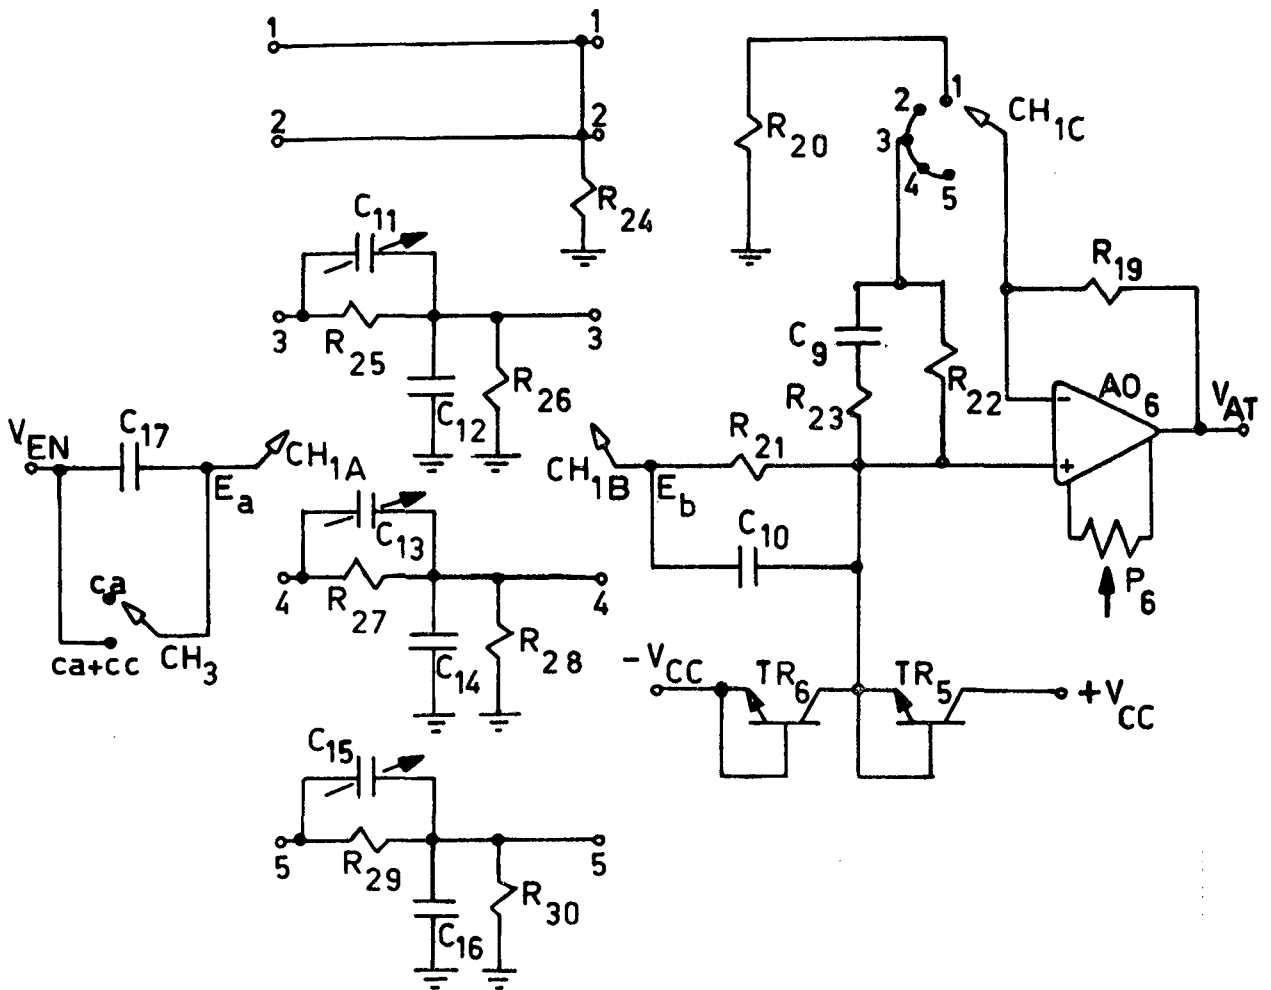 1 1
2 2
R24
C11
3 R25 3
C12 R26
VEN C17 Ea CH1A
C13
4 R27 4
C14 R28
ca
ca+cc CH3
C15
5 R29 5
C16 R30
R20
1 2 3 4 5 CH1C
R19
C9 R23 R22
CH1B Eb R21
C10
AO6
- +
VAT
P6
-VCC TR6 TR5 +VCC